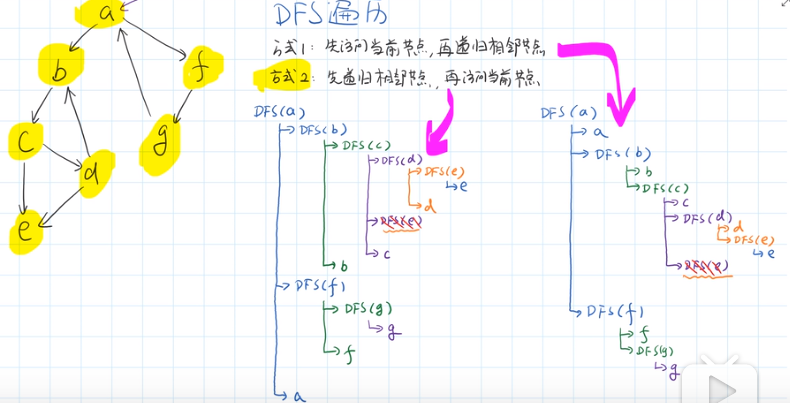 DFS遍历
方式1：先访问当前节点，再递归相邻节点
方式2：先递归相邻节点，再访问当前节点
a
b
f
c
d
g
e
DFS(a)
DFS(b)
DFS(c)
DFS(d)
DFS(e)
e
d
DFS(e)
c
b
DFS(f)
DFS(g)
g
f
a
DFS(a)
a
DFS(b)
b
DFS(c)
c
DFS(d)
d
DFS(e)
e
DFS(e)
DFS(f)
f
DFS(g)
g